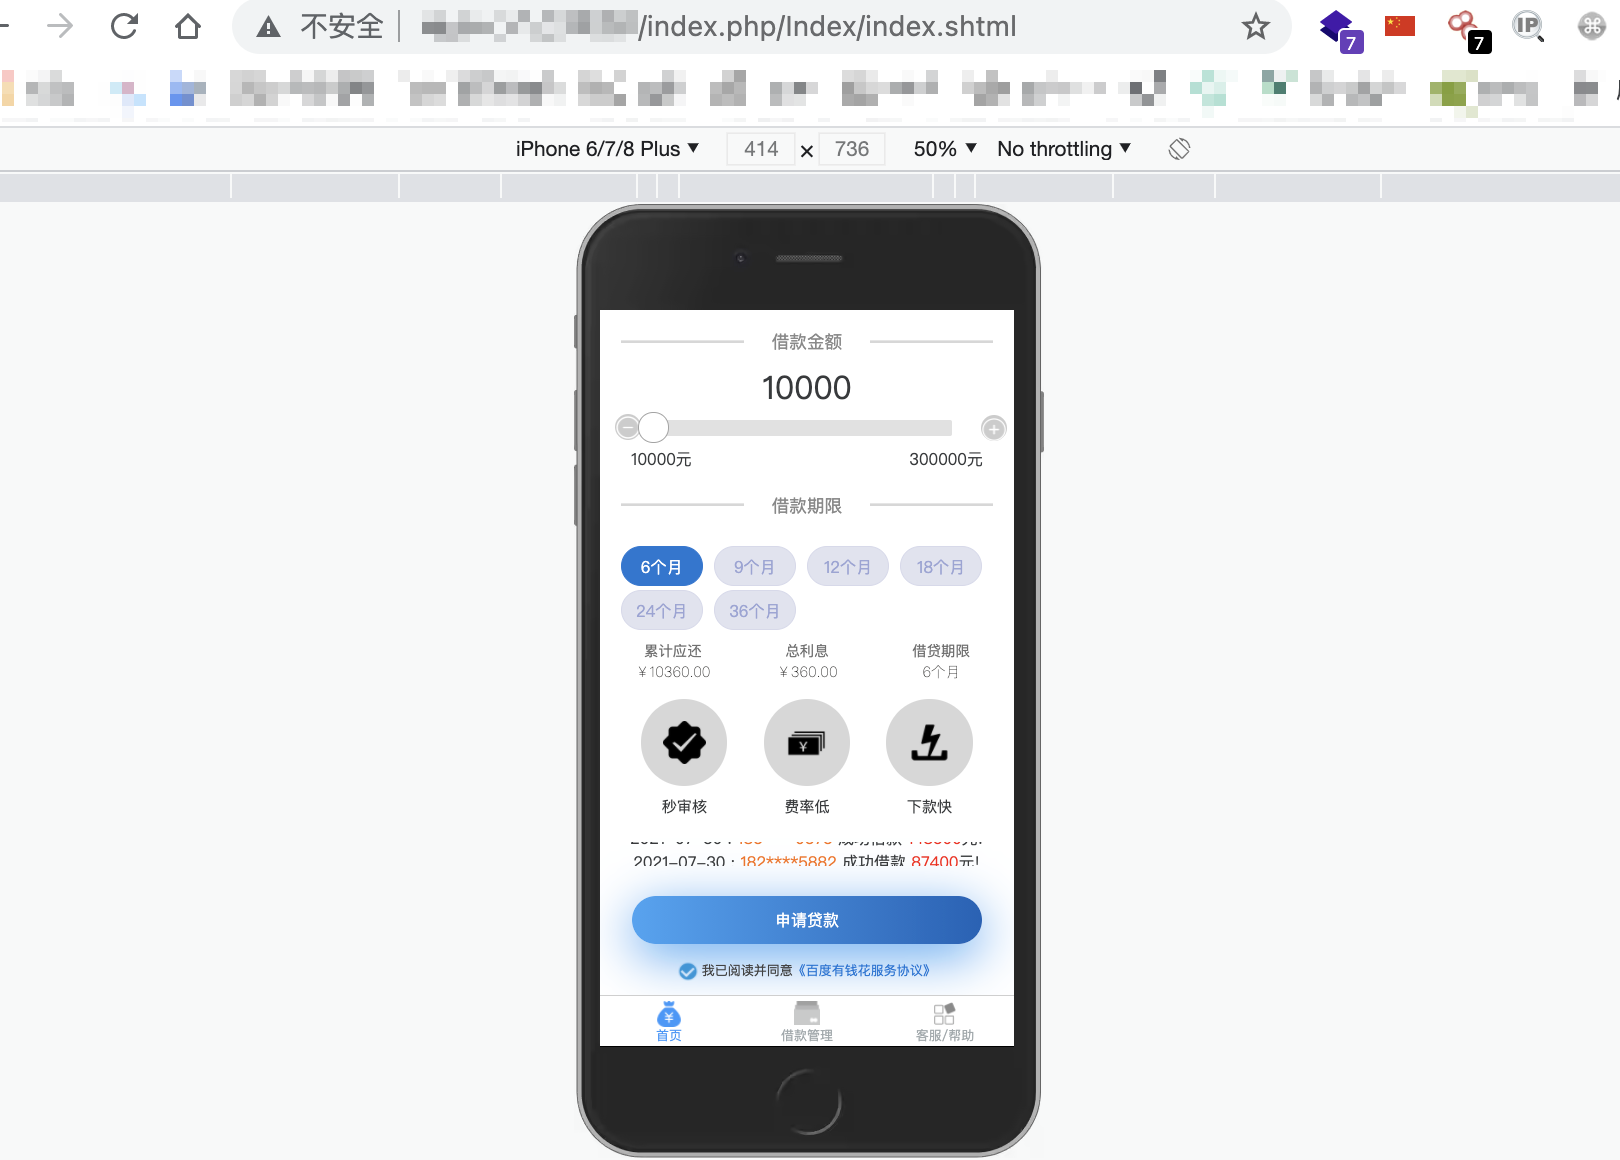 不安全
/index.php/Index/index.shtml
7
7
IP
iPhone 6/7/8 Plus ▼
414 × 736
50% ▼
No throttling ▼
借款金额
10000
10000元
300000元
借款期限
6个月
9个月
12个月
18个月
24个月
36个月
累计应还
总利息
借贷期限
¥10360.00
¥360.00
6个月
秒审核
费率低
下款快
2021-07-30：182****5882 成功借款 87400元!
申请贷款
我已阅读并同意《百度有钱花服务协议》
首页
借款管理
客服/帮助